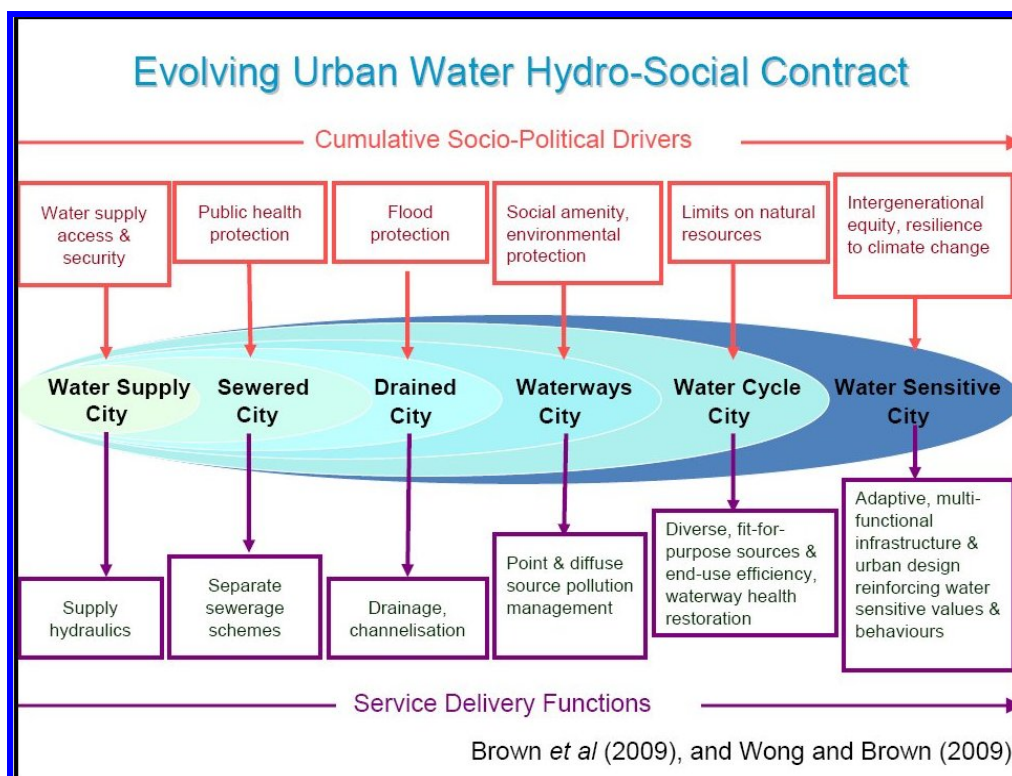 Evolving Urban Water Hydro-Social Contract
Cumulative Socio-Political Drivers
Water supply
access &
security
Public health
protection
Flood
protection
Social amenity,
environmental
protection
Limits on natural
resources
Intergenerational
equity, resilience
to climate change
Water Supply
City
Sewered
City
Drained
City
Waterways
City
Water Cycle
City
Water Sensitive
City
Supply
hydraulics
Separate
sewerage
schemes
Drainage,
channelisation
Point & diffuse
source pollution
management
Diverse, fit-for-
purpose sources &
end-use efficiency,
waterway health
restoration
Adaptive, multi-
functional
infrastructure &
urban design
reinforcing water
sensitive values &
behaviours
Service Delivery Functions
Brown et al (2009), and Wong and Brown (2009)